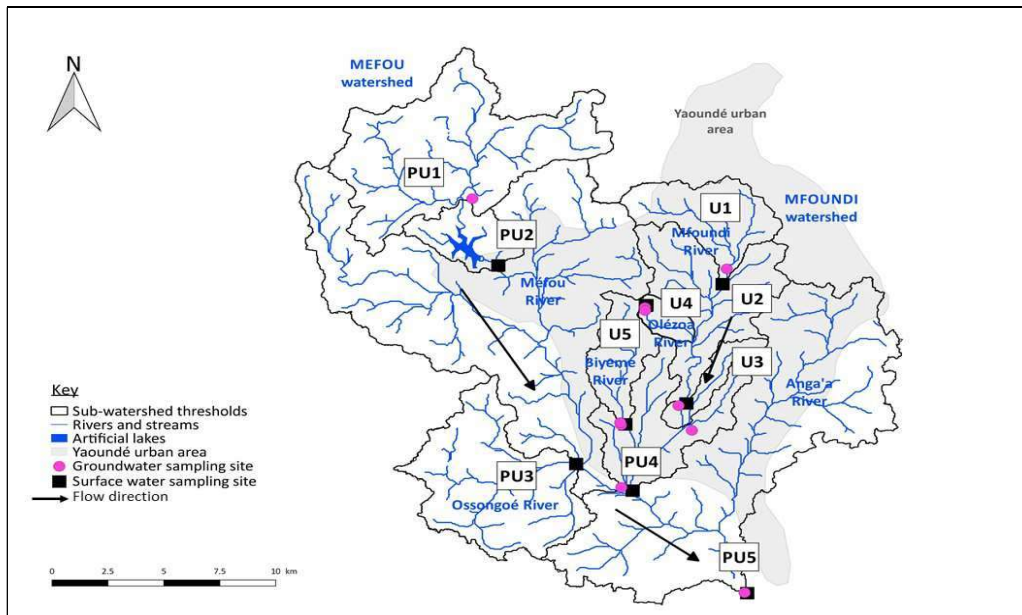 MEFOU
watershed
N
Yaoundé urban
area
PU1
U1
MFOUNDI
watershed
Mfoundi
River
PU2
Méfou
River
U4
U2
Olézoa
River
U5
U3
Biyeme
River
Anga'a
River
Key
Sub-watershed thresholds
Rivers and streams
Artificial lakes
Yaoundé urban area
Groundwater sampling site
Surface water sampling site
Flow direction
PU4
PU3
Ossongoé River
PU5
0 2.5 5 7.5 10 km